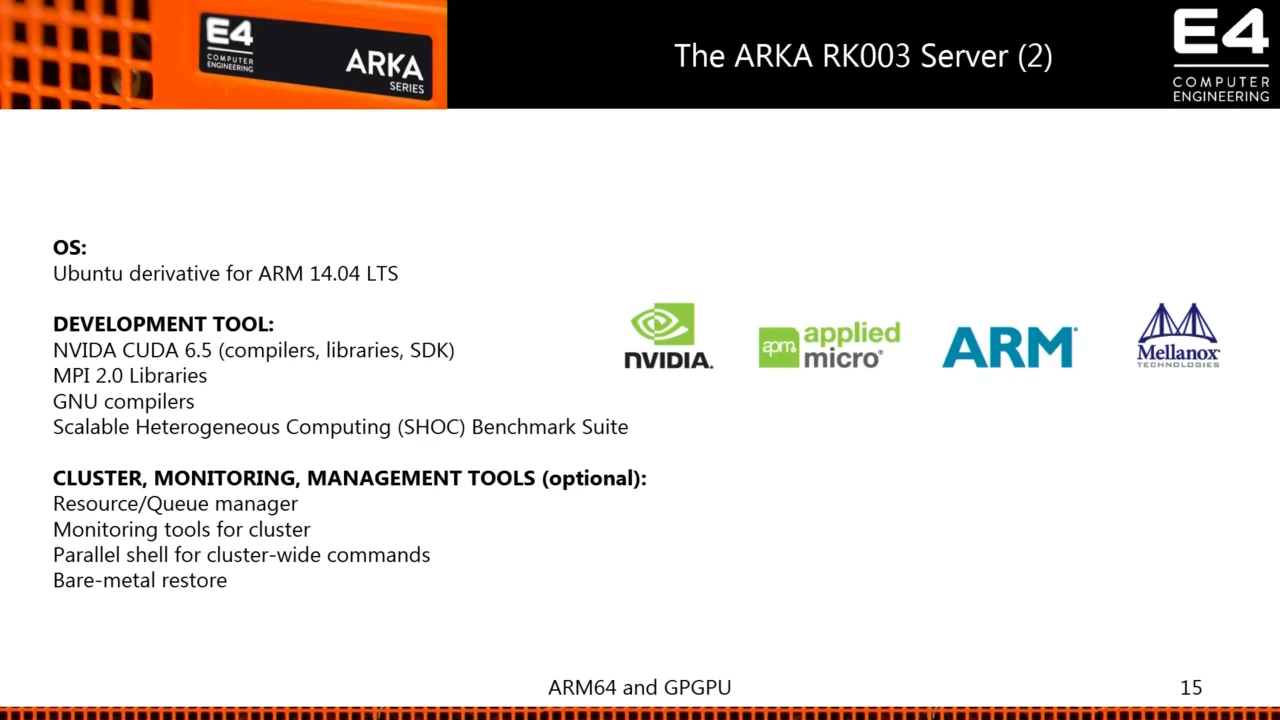 E4
COMPUTER
ENGINEERING
ARKA
SERIES
The ARKA RK003 Server (2)
E4
COMPUTER
ENGINEERING
OS:
Ubuntu derivative for ARM 14.04 LTS
DEVELOPMENT TOOL:
NVIDA CUDA 6.5 (compilers, libraries, SDK)
MPI 2.0 Libraries
GNU compilers
Scalable Heterogeneous Computing (SHOC) Benchmark Suite
NVIDIA.
apm
applied
micro®
ARM®
Mellanox
TECHNOLOGIES
CLUSTER, MONITORING, MANAGEMENT TOOLS (optional):
Resource/Queue manager
Monitoring tools for cluster
Parallel shell for cluster-wide commands
Bare-metal restore
ARM64 and GPGPU
15